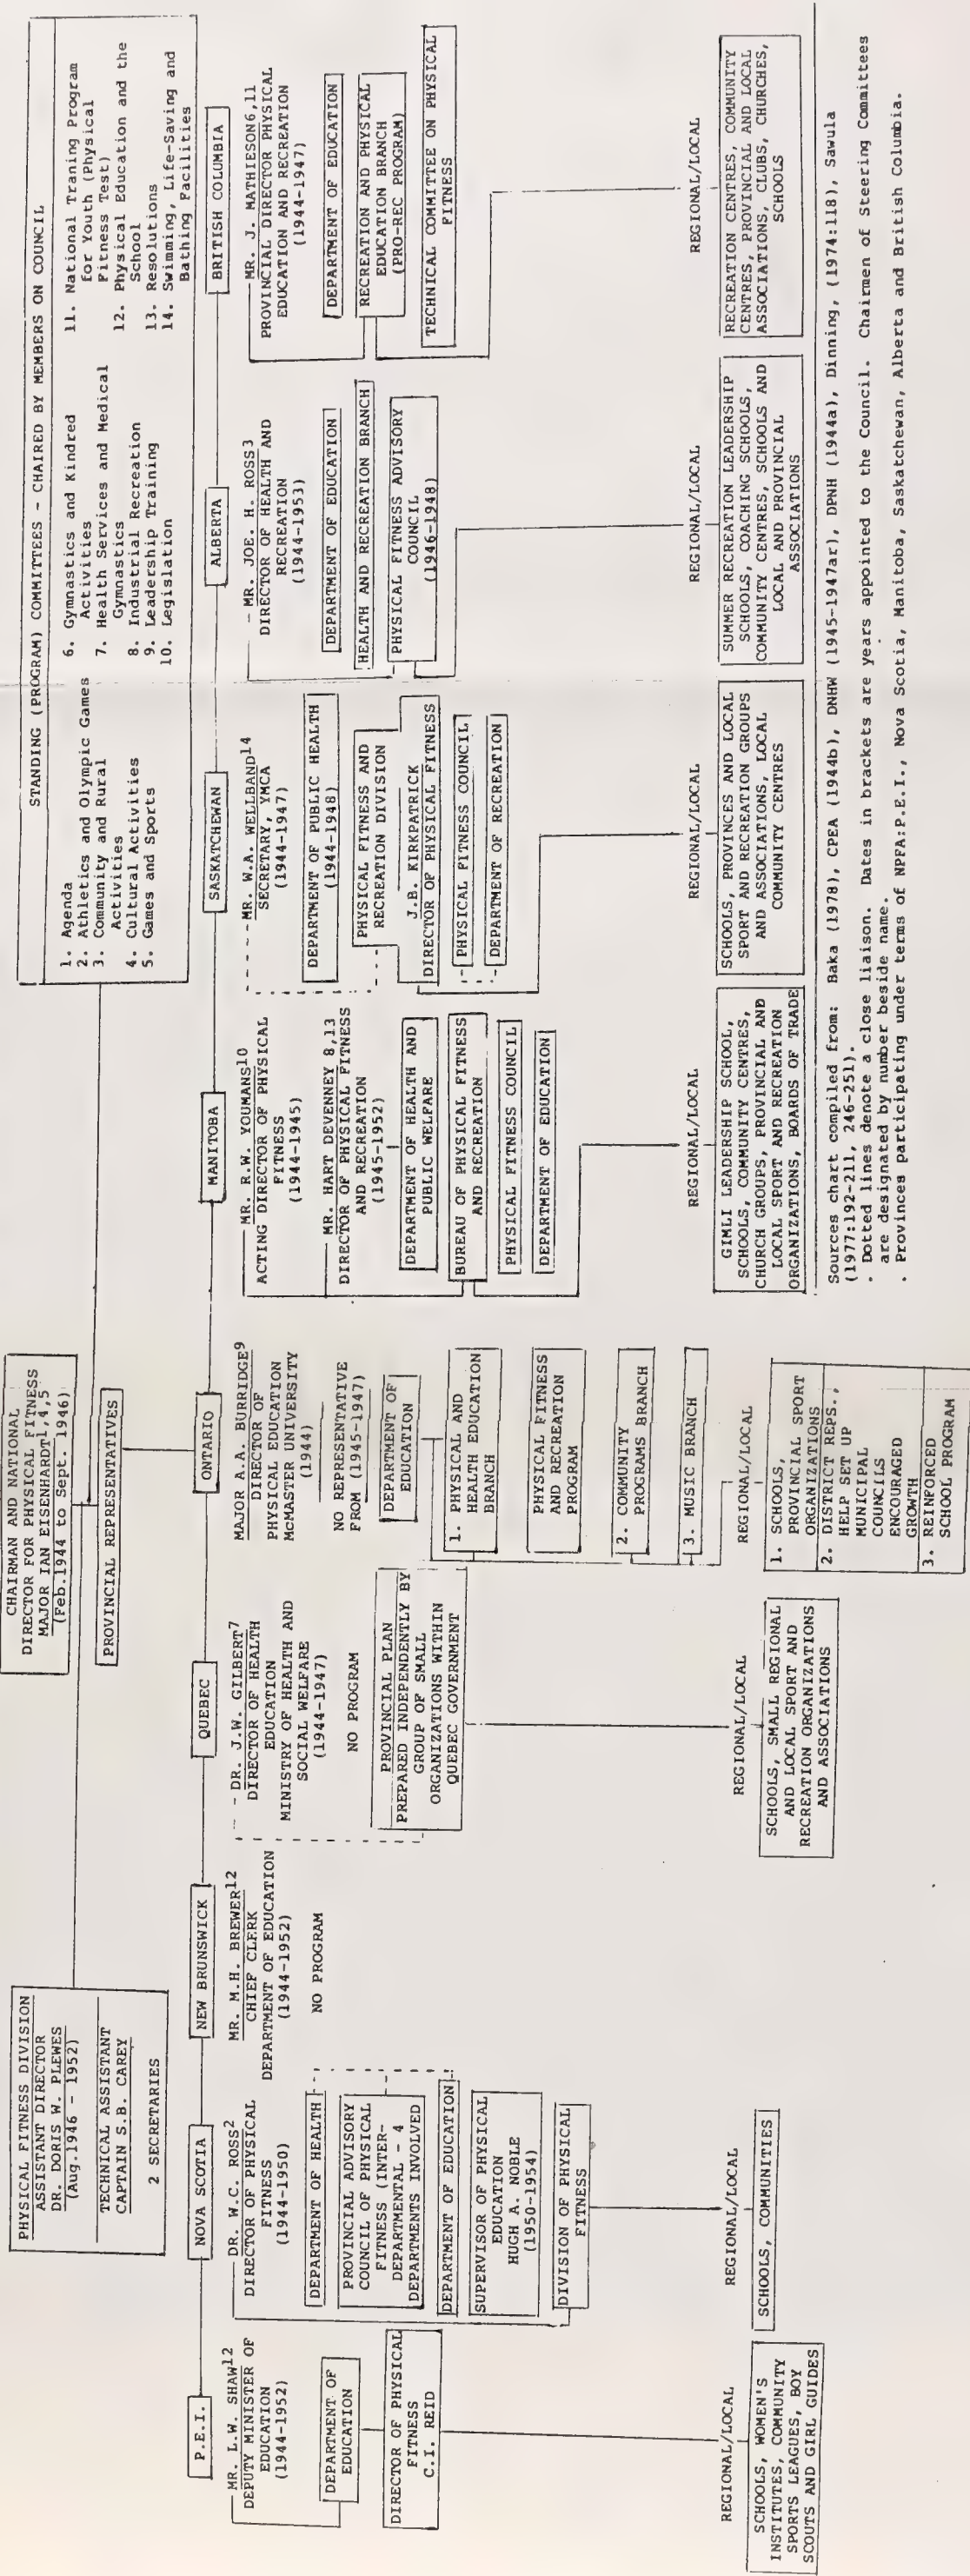 CHAIRMAN AND NATIONAL
DIRECTOR FOR PHYSICAL FITNESS
MAJOR IAN EISENHARDT1,4,5
(Feb.1944 to Sept. 1946)
PHYSICAL FITNESS DIVISION
ASSISTANT DIRECTOR
DR. DORIS W. PLEWES
(Aug.1946 - 1952)
TECHNICAL ASSISTANT
CAPTAIN S.B. CAREY
2 SECRETARIES
STANDING (PROGRAM) COMMITTEES - CHAIRED BY MEMBERS ON COUNCIL
1. Agenda
2. Athletics and Olympic Games
3. Community and Rural
Activities
4. Cultural Activities
5. Games and Sports
6. Gymnastics and Kindred
Activities
7. Health Services and Medical
Gymnastics
8. Industrial Recreation
9. Leadership Training
10. Legislation
11. National Traning Program
for Youth (Physical
Fitness Test)
12. Physical Education and the
School
13. Resolutions
14. Swimming, Life-Saving and
Bathing Facilities
PROVINCIAL REPRESENTATIVES
P.E.I.
MR. L.W. SHAW12
DEPUTY MINISTER OF
EDUCATION
(1944-1952)
DEPARTMENT OF
EDUCATION
DIRECTOR OF PHYSICAL
FITNESS
C.I. REID
REGIONAL/LOCAL
SCHOOLS, WOMEN'S
INSTITUTES, COMMUNITY
SPORTS LEAGUES, BOY
SCOUTS AND GIRL GUIDES
NOVA SCOTIA
DR. W.C. ROSS2
DIRECTOR OF PHYSICAL
FITNESS
(1944-1950)
DEPARTMENT OF HEALTH
PROVINCIAL ADVISORY
COUNCIL OF PHYSICAL
FITNESS (INTER-
DEPARTMENTAL - 4
DEPARTMENTS INVOLVED
DEPARTMENT OF EDUCATION
SUPERVISOR OF PHYSICAL
EDUCATION
HUGH A. NOBLE
(1950-1954)
DIVISION OF PHYSICAL
FITNESS
REGIONAL/LOCAL
SCHOOLS, COMMUNITIES
NEW BRUNSWICK
MR. M.H. BREWER12
CHIEF CLERK
DEPARTMENT OF EDUCATION
(1944-1952)
NO PROGRAM
QUEBEC
DR. J.W. GILBERT7
DIRECTOR OF HEALTH
EDUCATION
MINISTRY OF HEALTH AND
SOCIAL WELFARE
(1944-1947)
NO PROGRAM
PROVINCIAL PLAN
PREPARED INDEPENDENTLY BY
GROUP OF SMALL
ORGANIZATIONS WITHIN
QUEBEC GOVERNMENT
REGIONAL/LOCAL
SCHOOLS, SMALL REGIONAL
AND LOCAL SPORT AND
RECREATION ORGANIZATIONS
AND ASSOCIATIONS
ONTARIO
MAJOR A.A. BURRIDGE9
DIRECTOR OF
PHYSICAL EDUCATION
McMASTER UNIVERSITY
(1944)
NO REPRESENTATIVE
FROM (1945-1947)
DEPARTMENT OF
EDUCATION
1. PHYSICAL AND
HEALTH EDUCATION
BRANCH
PHYSICAL FITNESS
AND RECREATION
PROGRAM
2. COMMUNITY
PROGRAMS BRANCH
3. MUSIC BRANCH
REGIONAL/LOCAL
1. SCHOOLS,
PROVINCIAL SPORT
ORGANIZATIONS
2. DISTRICT REPS.,
HELP SET UP
MUNICIPAL
COUNCILS
ENCOURAGED
GROWTH
3. REINFORCED
SCHOOL PROGRAM
MANITOBA
MR. R.W. YOUMANS10
ACTING DIRECTOR OF PHYSICAL
FITNESS
(1944-1945)
MR. HART DEVENNEY 8,13
DIRECTOR OF PHYSICAL FITNESS
AND RECREATION
(1945-1952)
DEPARTMENT OF HEALTH AND
PUBLIC WELFARE
BUREAU OF PHYSICAL FITNESS
AND RECREATION
PHYSICAL FITNESS COUNCIL
DEPARTMENT OF EDUCATION
REGIONAL/LOCAL
GIMLI LEADERSHIP SCHOOL,
SCHOOLS, COMMUNITY CENTRES,
CHURCH GROUPS, PROVINCIAL AND
LOCAL SPORT AND RECREATION
ORGANIZATIONS, BOARDS OF TRADE
SASKATCHEWAN
MR. W.A. WELLBAND14
SECRETARY, YMCA
(1944-1947)
DEPARTMENT OF PUBLIC HEALTH
(1944-1948)
PHYSICAL FITNESS AND
RECREATION DIVISION
J.B. KIRKPATRICK
DIRECTOR OF PHYSICAL FITNESS
PHYSICAL FITNESS COUNCIL
DEPARTMENT OF RECREATION
REGIONAL/LOCAL
SCHOOLS, PROVINCES AND LOCAL
SPORT AND RECREATION GROUPS
AND ASSOCIATIONS, LOCAL
COMMUNITY CENTRES
ALBERTA
MR. JOE. H. ROSS3
DIRECTOR OF HEALTH AND
RECREATION
(1944-1953)
DEPARTMENT OF EDUCATION
HEALTH AND RECREATION BRANCH
PHYSICAL FITNESS ADVISORY
COUNCIL
(1946-1948)
REGIONAL/LOCAL
SUMMER RECREATION LEADERSHIP
SCHOOLS, COACHING SCHOOLS,
COMMUNITY CENTRES, SCHOOLS AND
LOCAL AND PROVINCIAL
ASSOCIATIONS
BRITISH COLUMBIA
MR. J. MATHIESON6,11
PROVINCIAL DIRECTOR PHYSICAL
EDUCATION AND RECREATION
(1944-1947)
DEPARTMENT OF EDUCATION
RECREATION AND PHYSICAL
EDUCATION BRANCH
(PRO-REC PROGRAM)
TECHNICAL COMMITTEE ON PHYSICAL
FITNESS
REGIONAL/LOCAL
RECREATION CENTRES, COMMUNITY
CENTRES, PROVINCIAL AND LOCAL
ASSOCIATIONS, CLUBS, CHURCHES,
SCHOOLS
Sources chart compiled from: Baka (1978), CPEA (1944b), DNHW (1945-1947ar), DPNH (1944a), Dinning, (1974:118), Sawula
(1977:192-211, 246-251).
. Dotted lines denote a close liaison. Dates in brackets are years appointed to the Council. Chairmen of Steering Committees
are designated by number beside name.
. Provinces participating under terms of NPFA:P.E.I., Nova Scotia, Manitoba, Saskatchewan, Alberta and British Columbia.